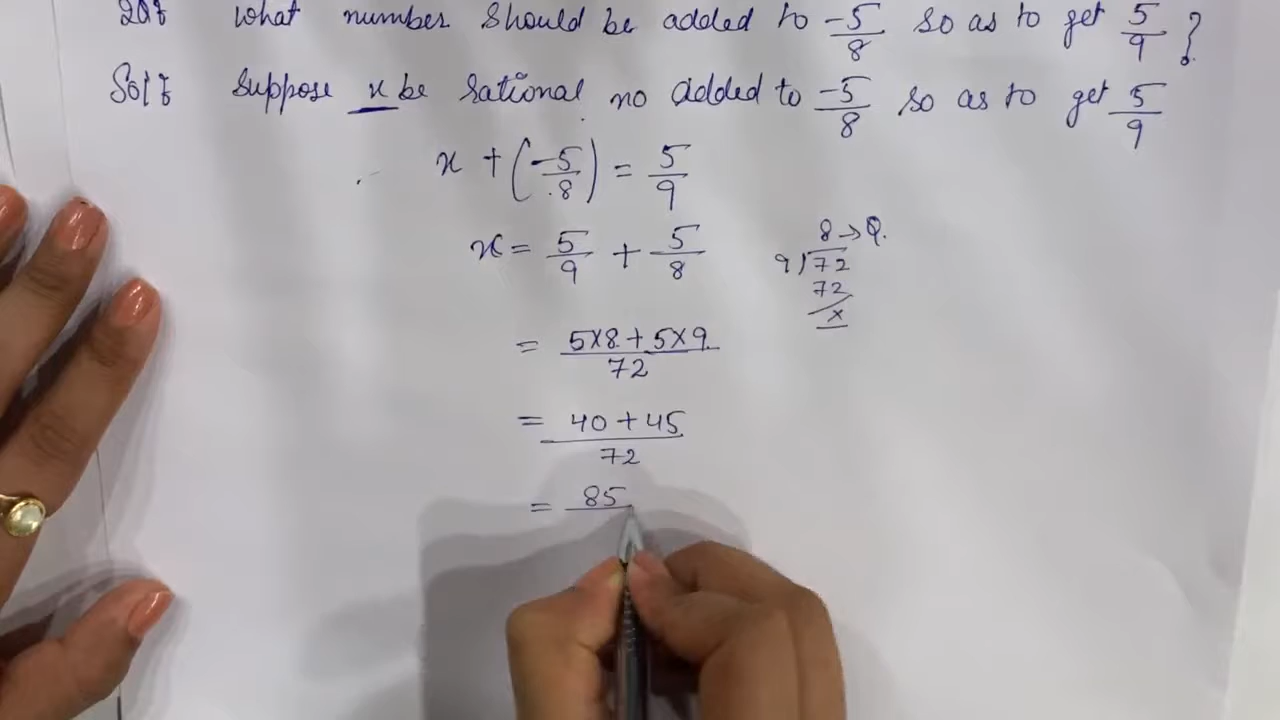 20:- What number should be added to -5/8 so as to get 5/9?
Sol:- Suppose x be rational no added to -5/8 so as to get 5/9
x + (-5/8) = 5/9
x = 5/9 + 5/8
8→Q.
9)72
72
x
= 5×8+5×9/72
= 40+45/72
= 85